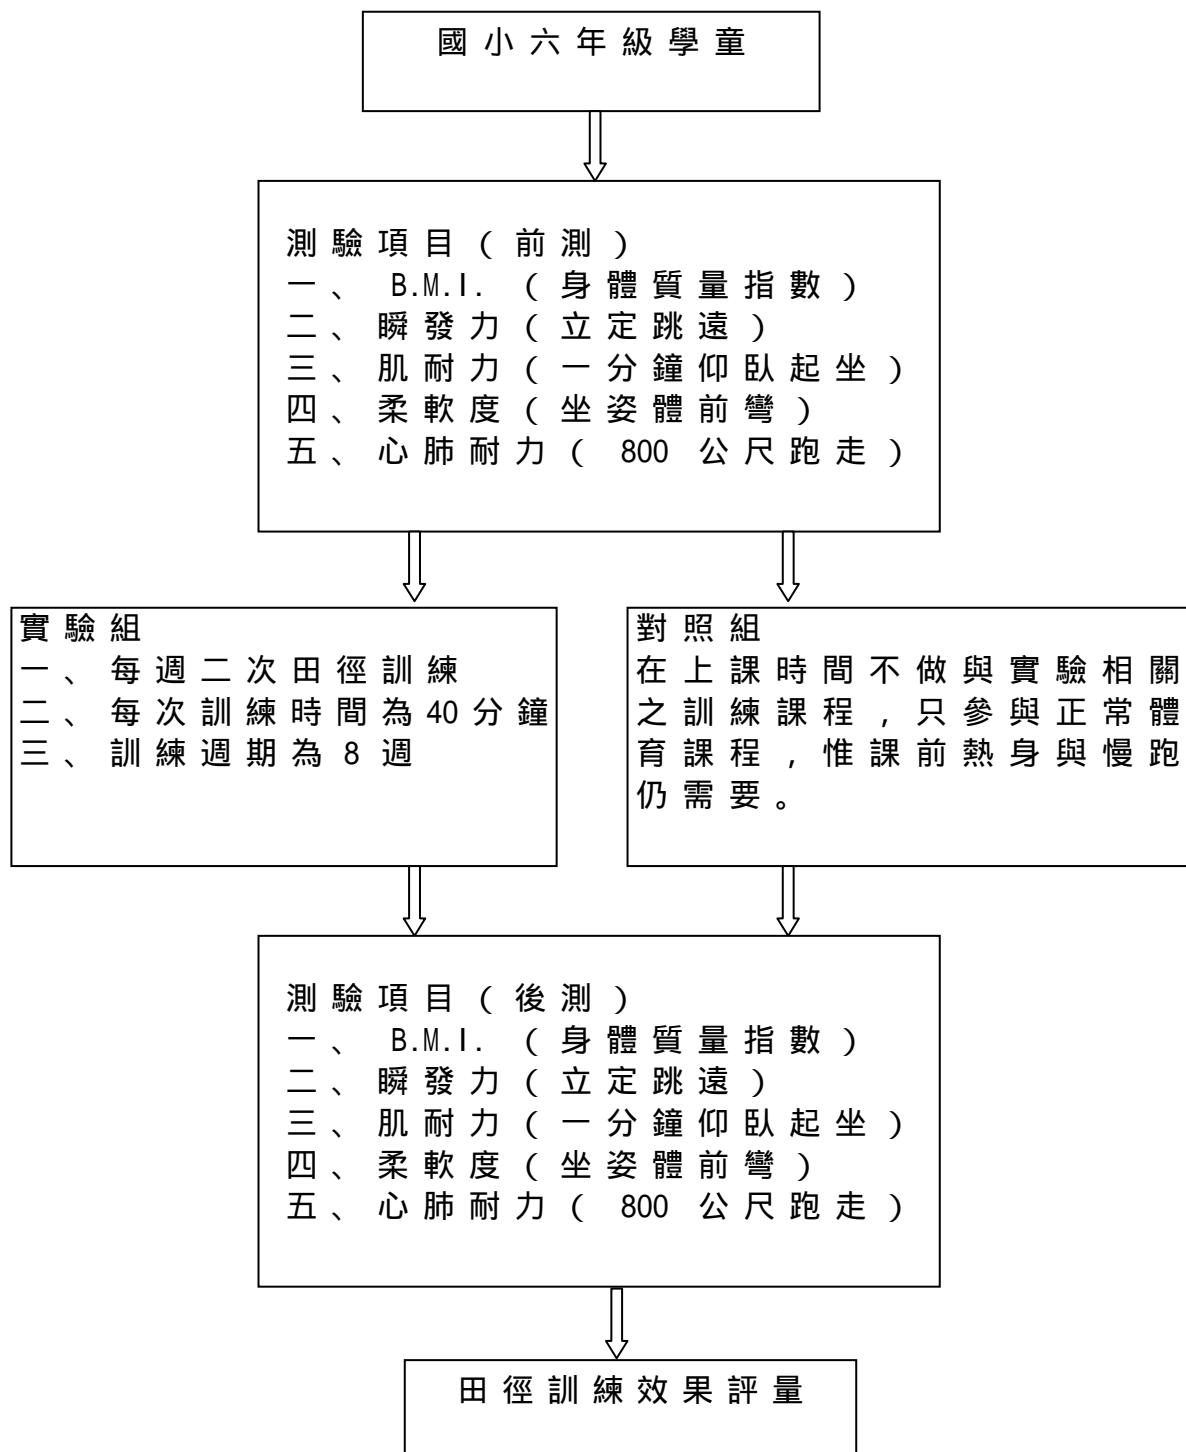 國小六年級學童
測驗項目(前測)
一、 B.M.I. (身體質量指數)
二、瞬發力(立定跳遠)
三、肌耐力(一分鐘仰臥起坐)
四、柔軟度(坐姿體前彎)
五、心肺耐力( 800 公尺跑走)
實驗組
一、每週二次田徑訓練
二、每次訓練時間為40分鐘
三、訓練週期為 8 週
對照組
在上課時間不做與實驗相關
之訓練課程,只參與正常體
育課程,惟課前熱身與慢跑
仍需要。
測驗項目(後測)
一、 B.M.I. (身體質量指數)
二、瞬發力(立定跳遠)
三、肌耐力(一分鐘仰臥起坐)
四、柔軟度(坐姿體前彎)
五、心肺耐力( 800 公尺跑走)
田徑訓練效果評量